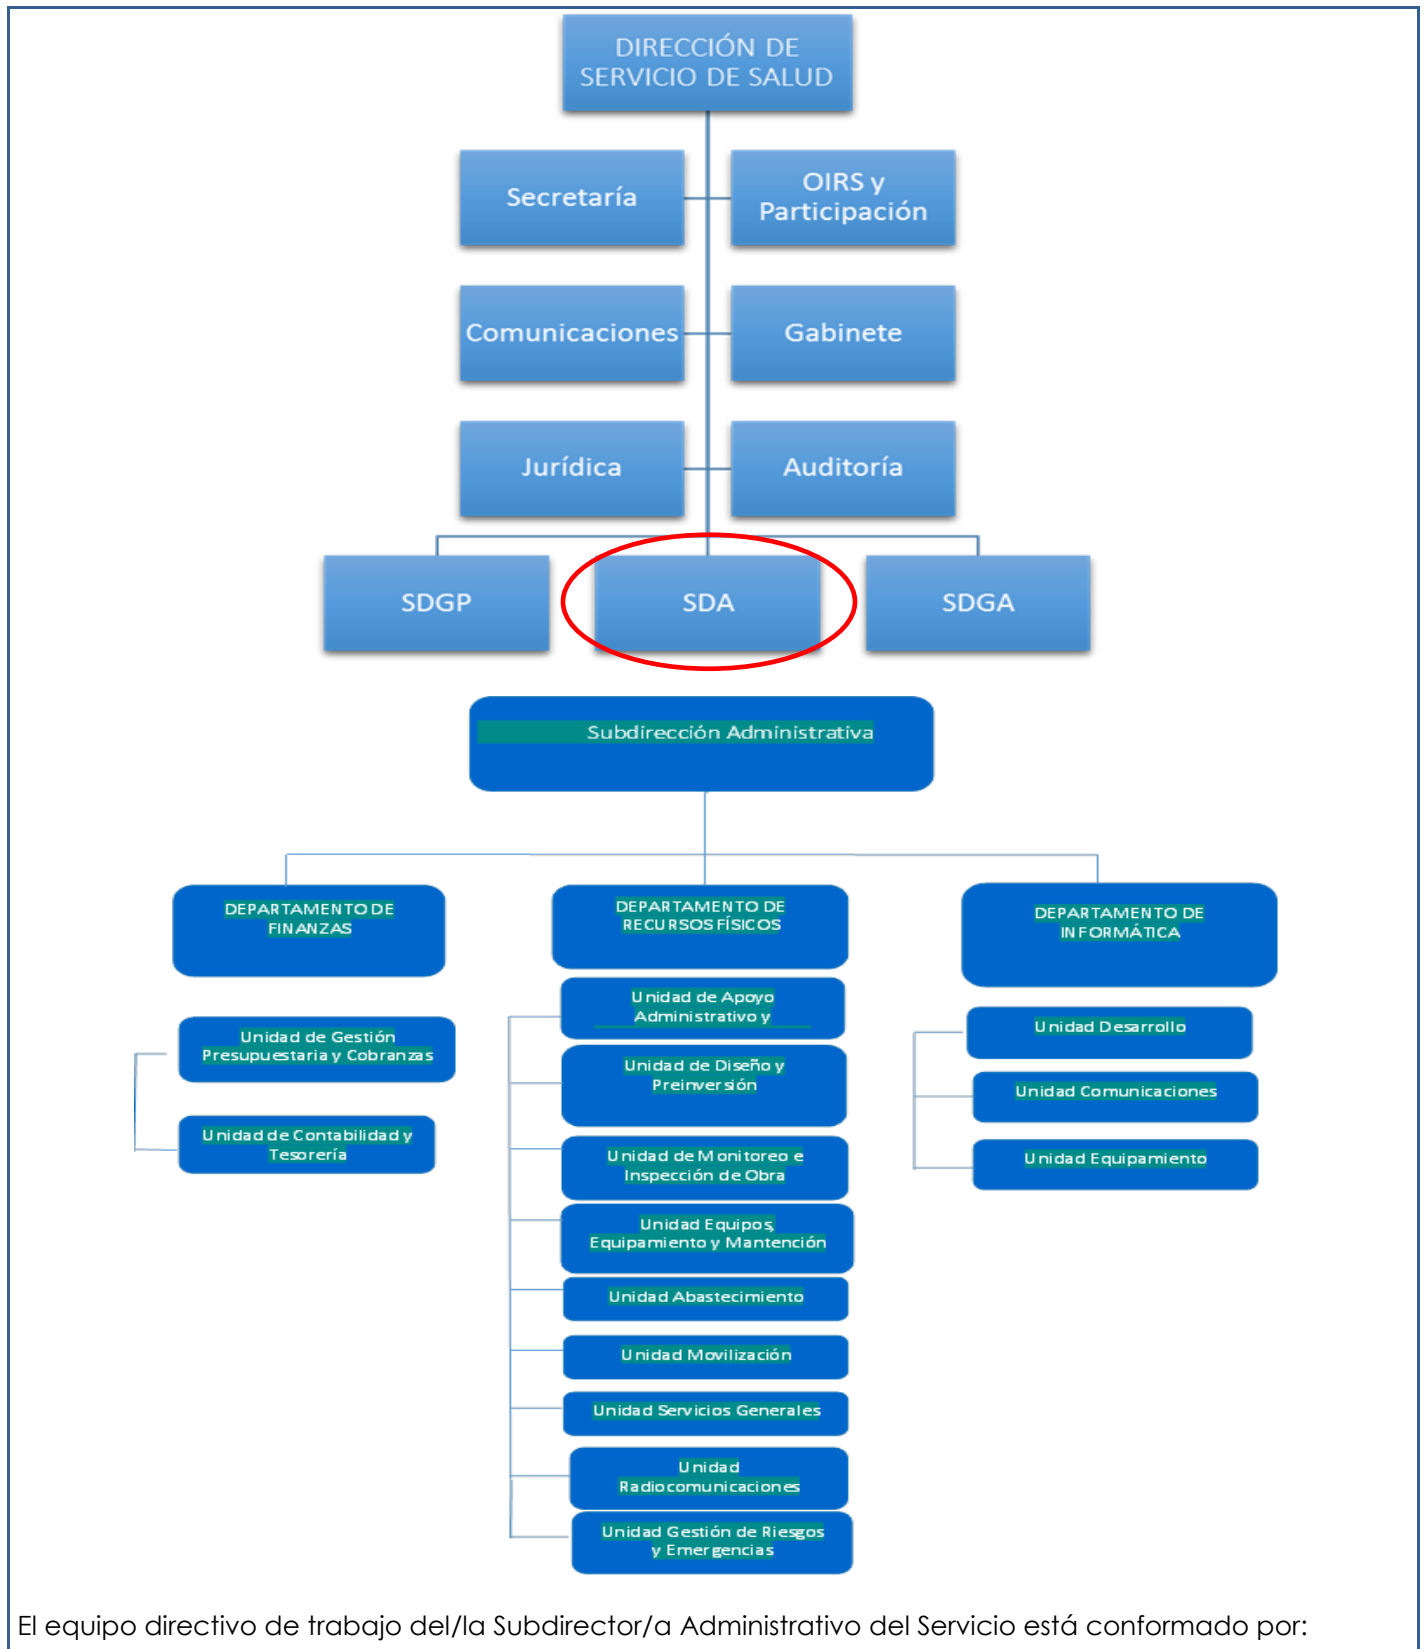 DIRECCIÓN DE
SERVICIO DE SALUD
Secretaría
OIRS y
Participación
Comunicaciones
Gabinete
Jurídica
Auditoría
SDGP
SDA
SDGA
Subdirección Administrativa
DEPARTAMENTO DE
FINANZAS
Unidad de Gestión
Presupuestaria y Cobranzas
Unidad de Contabilidad y
Tesorería
DEPARTAMENTO DE
RECURSOS FÍSICOS
Unidad de Apoyo
Administrativo y
Unidad de Diseño y
Preinversión
Unidad de Monitoreo e
Inspección de Obra
Unidad Equipos,
Equipamiento y Mantención
Unidad Abastecimiento
Unidad Movilización
Unidad Servicios Generales
Unidad
Radiocomunicaciones
Unidad Gestión de Riesgos
y Emergencias
DEPARTAMENTO DE
INFORMÁTICA
Unidad Desarrollo
Unidad Comunicaciones
Unidad Equipamiento
El equipo directivo de trabajo del/la Subdirector/a Administrativo del Servicio está conformado por: